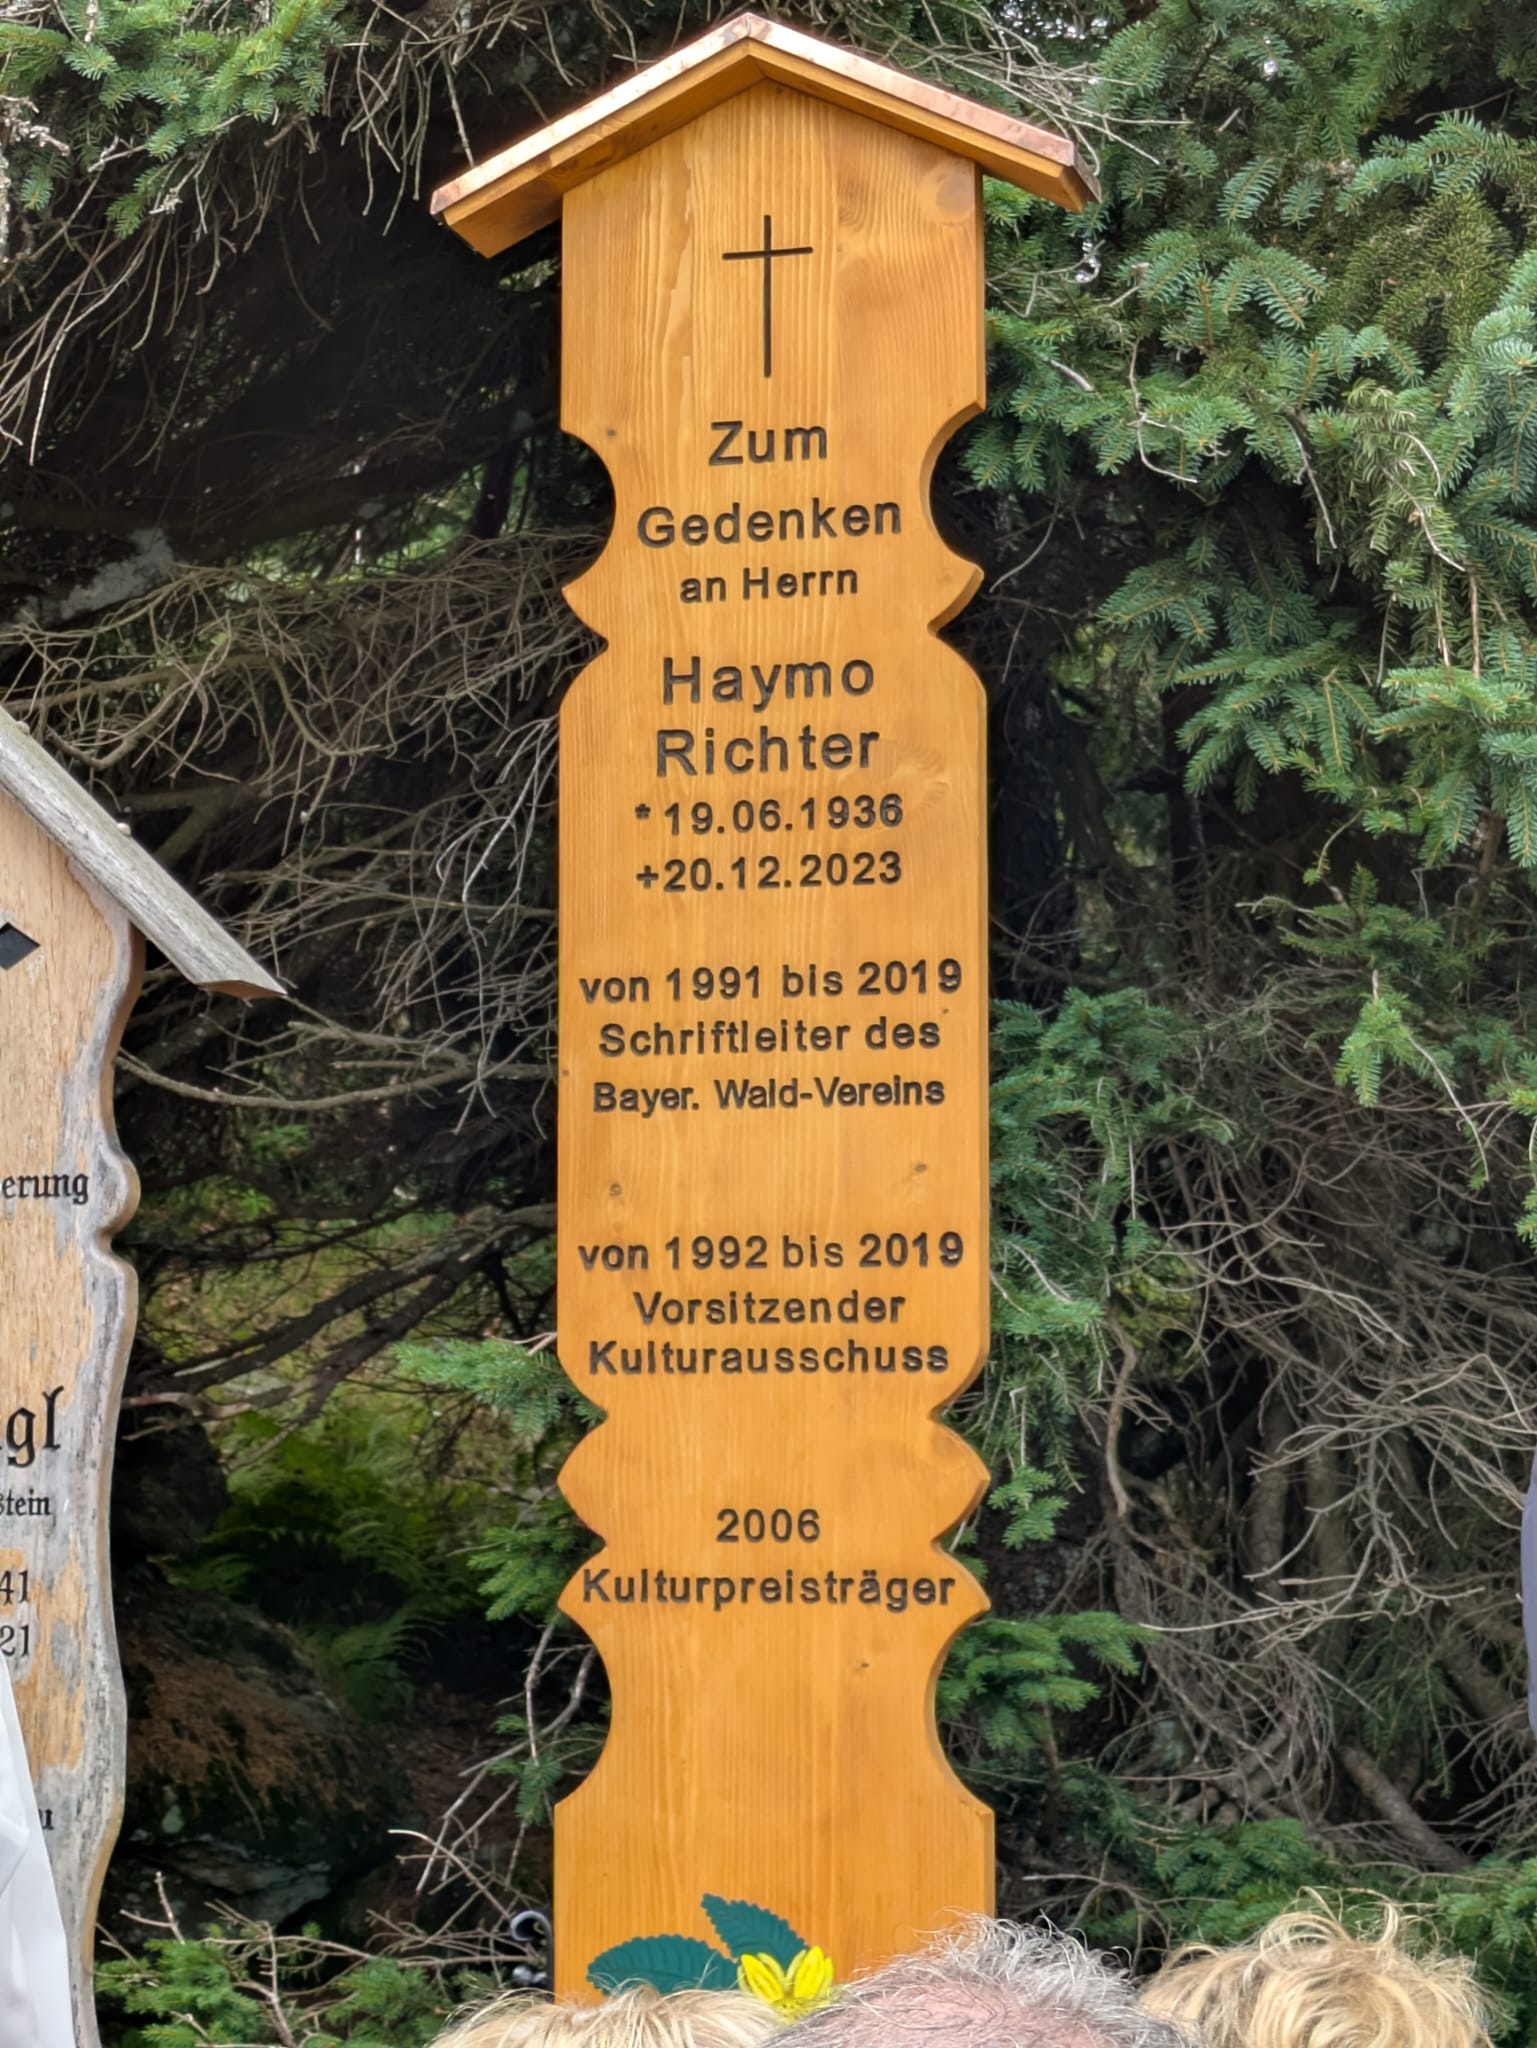 Zum
Gedenken
an Herrn
Haymo
Richter
* 19.06.1936
+20.12.2023
von 1991 bis 2019
Schriftleiter des
Bayer. Wald-Vereins
von 1992 bis 2019
Vorsitzender
Kulturausschuss
2006
Kulturpreisträger